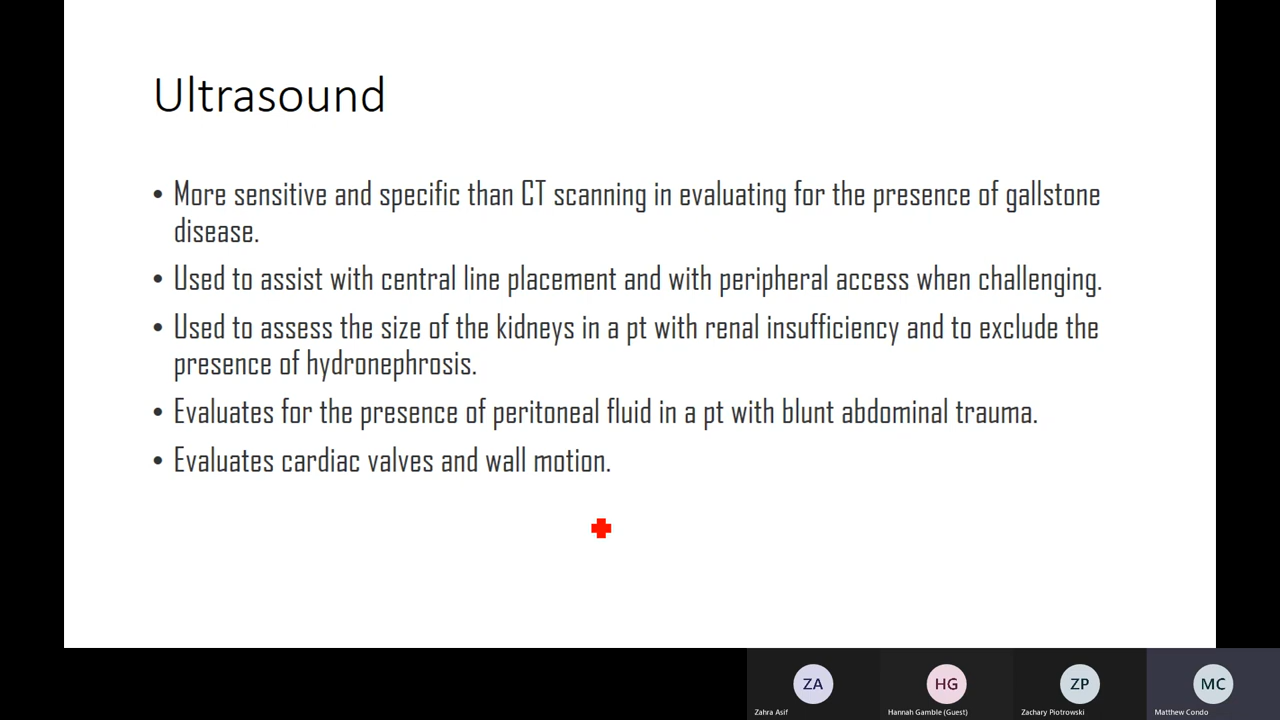 Ultrasound
• More sensitive and specific than CT scanning in evaluating for the presence of gallstone
disease.
• Used to assist with central line placement and with peripheral access when challenging.
• Used to assess the size of the kidneys in a pt with renal insufficiency and to exclude the
presence of hydronephrosis.
• Evaluates for the presence of peritoneal fluid in a pt with blunt abdominal trauma.
• Evaluates cardiac valves and wall motion.
ZA HG ZP MC
Zahra Asif Hannah Gamble (Guest) Zachary Piotrowski Matthew Condo